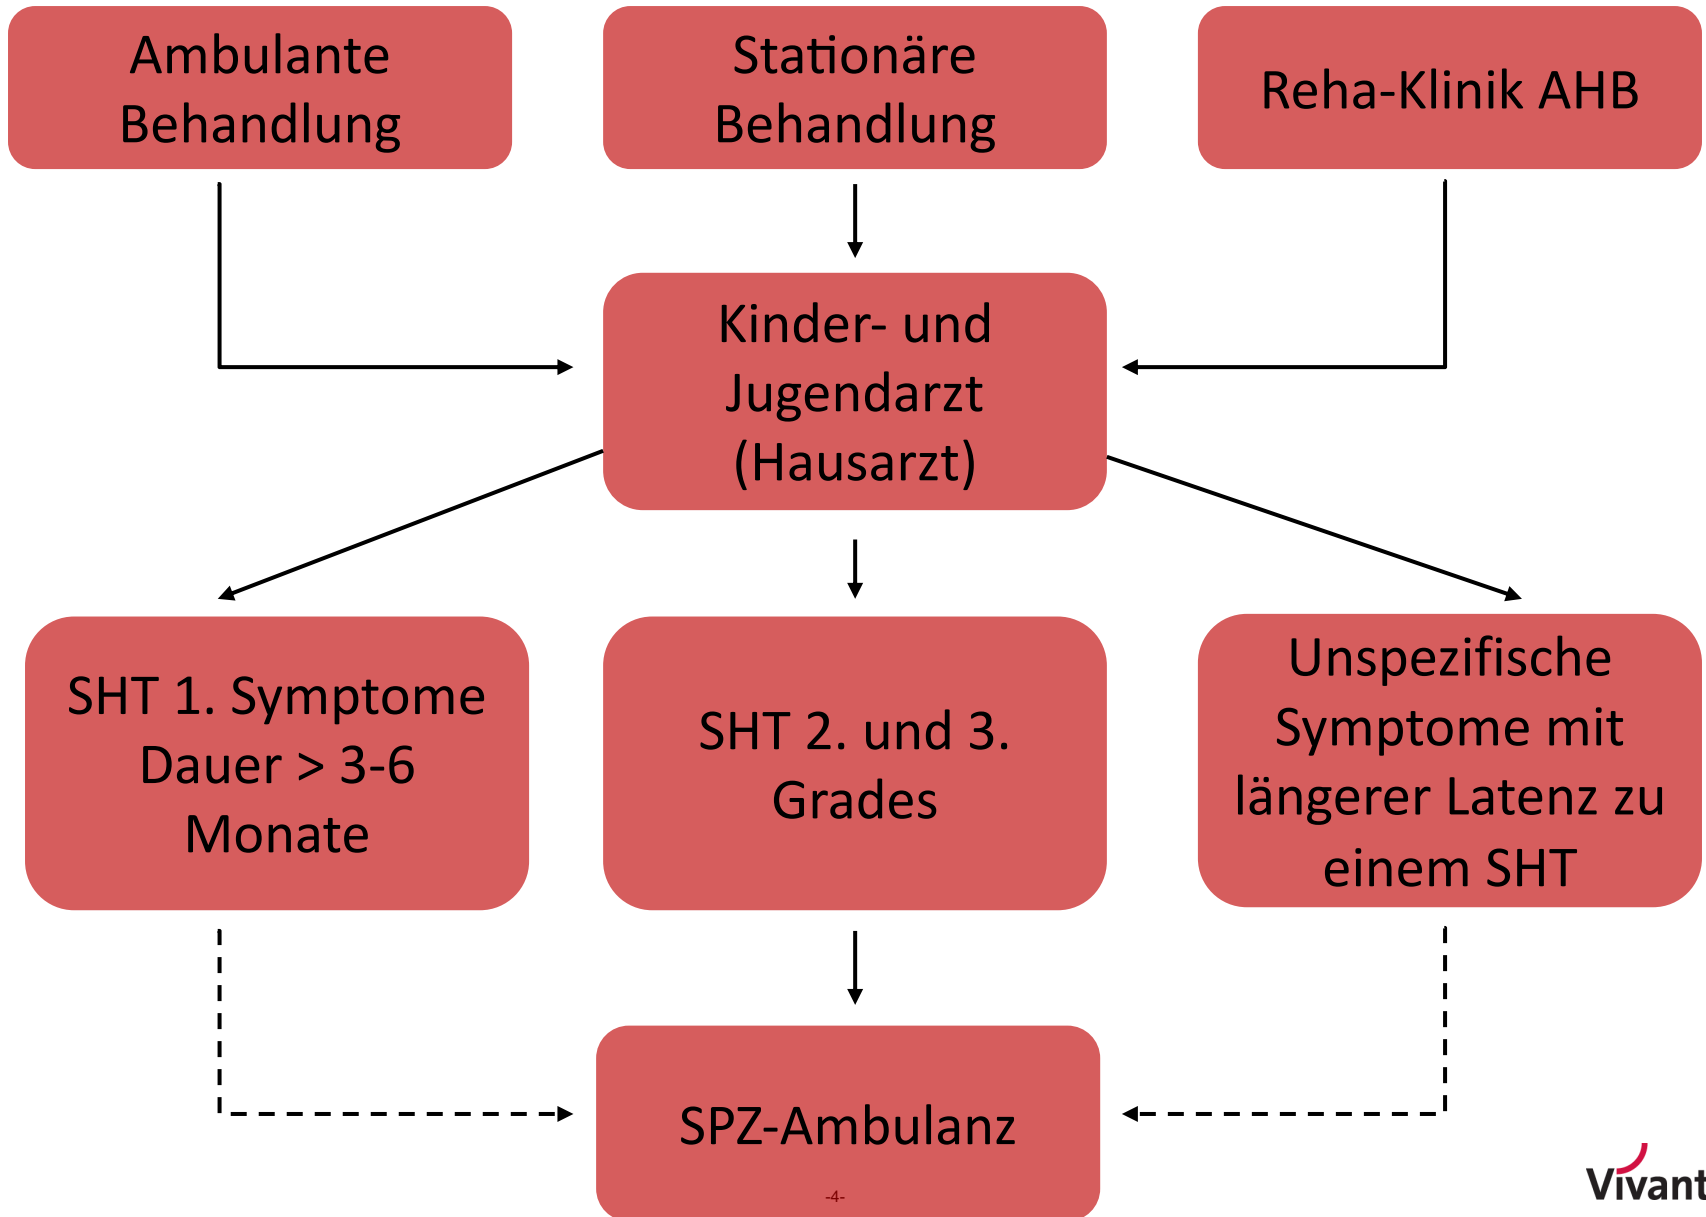 Ambulante
Behandlung
Stationäre
Behandlung
Reha-Klinik AHB
Kinder- und
Jugendarzt
(Hausarzt)
SHT 1. Symptome
Dauer > 3-6
Monate
SHT 2. und 3.
Grades
Unspezifische
Symptome mit
längerer Latenz zu
einem SHT
SPZ-Ambulanz
-4-
Vivant